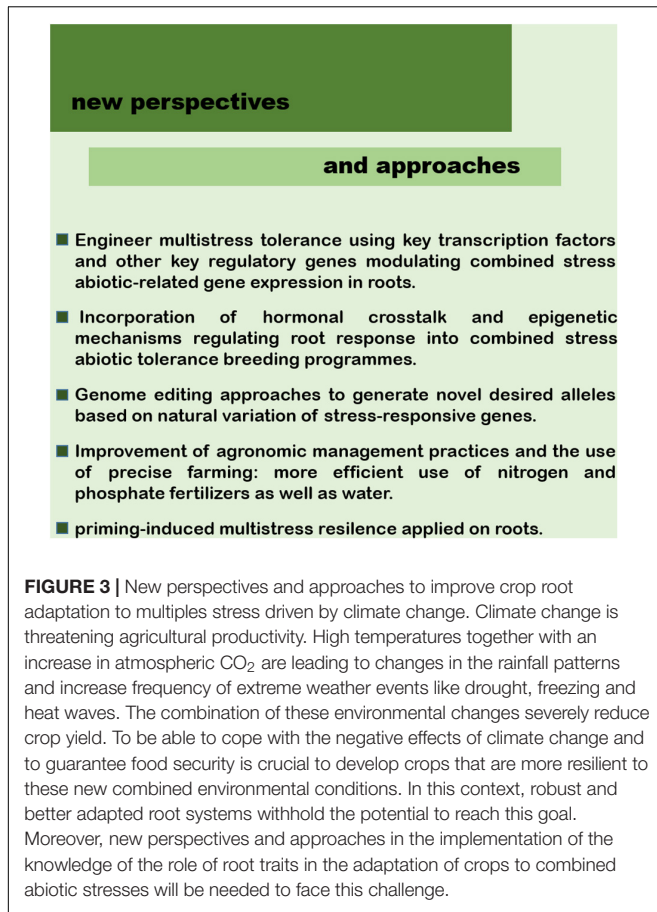 new perspectives
and approaches
Engineer multistress tolerance using key transcription factors
and other key regulatory genes modulating combined stress
abiotic-related gene expression in roots.
Incorporation of hormonal crosstalk and epigenetic
mechanisms regulating root response into combined stress
abiotic tolerance breeding programmes.
Genome editing approaches to generate novel desired alleles
based on natural variation of stress-responsive genes.
Improvement of agronomic management practices and the use
of precise farming: more efficient use of nitrogen and
phosphate fertilizers as well as water.
priming-induced multistress resilence applied on roots.
FIGURE 3 | New perspectives and approaches to improve crop root
adaptation to multiples stress driven by climate change. Climate change is
threatening agricultural productivity. High temperatures together with an
increase in atmospheric CO₂ are leading to changes in the rainfall patterns
and increase frequency of extreme weather events like drought, freezing and
heat waves. The combination of these environmental changes severely reduce
crop yield. To be able to cope with the negative effects of climate change and
to guarantee food security is crucial to develop crops that are more resilient to
these new combined environmental conditions. In this context, robust and
better adapted root systems withhold the potential to reach this goal.
Moreover, new perspectives and approaches in the implementation of the
knowledge of the role of root traits in the adaptation of crops to combined
abiotic stresses will be needed to face this challenge.